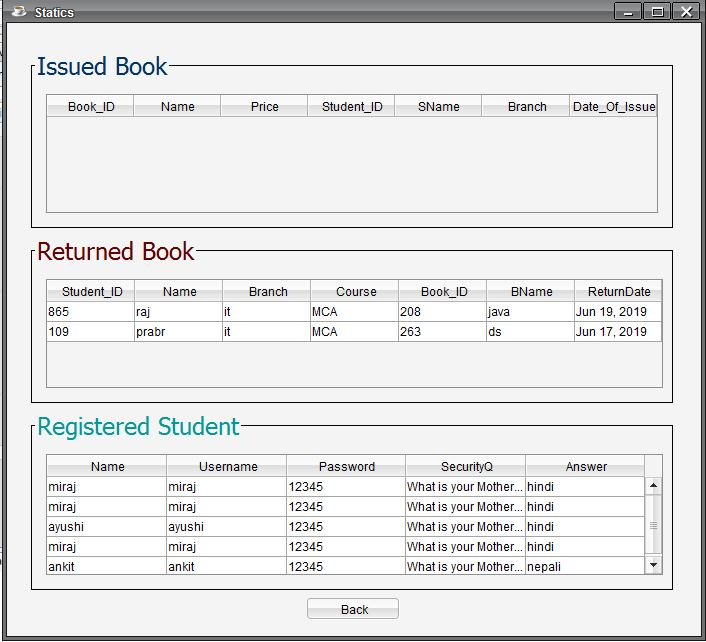 Statics
Issued Book
Book_ID Name Price Student_ID SName Branch Date_Of_Issue
Returned Book
Student_ID Name Branch Course Book_ID BName ReturnDate
865 raj it MCA 208 java Jun 19, 2019
109 prabr it MCA 263 ds Jun 17, 2019
Registered Student
Name Username Password SecurityQ Answer
miraj miraj 12345 What is your Mother... hindi
miraj miraj 12345 What is your Mother... hindi
ayushi ayushi 12345 What is your Mother... hindi
miraj miraj 12345 What is your Mother... hindi
ankit ankit 12345 What is your Mother... nepali
Back